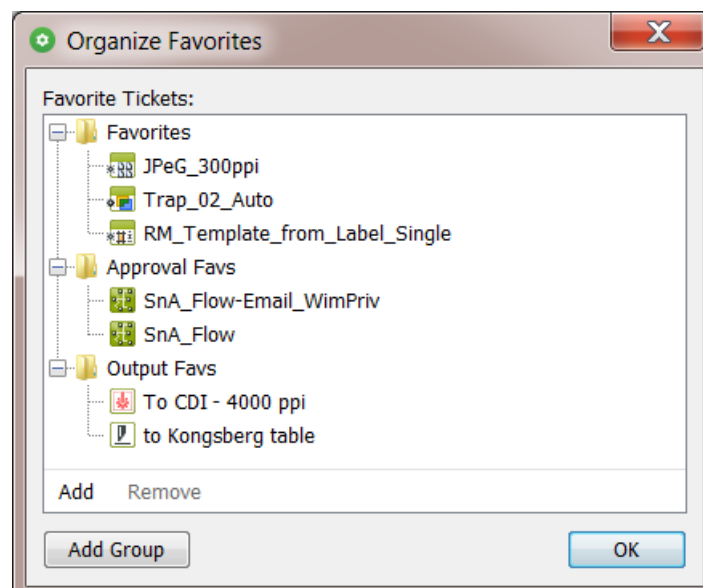 Organize Favorites
Favorite Tickets:
Favorites
JPeG_300ppi
Trap_02_Auto
RM_Template_from_Label_Single
Approval Favs
SnA_Flow-Email_WimPriv
SnA_Flow
Output Favs
To CDI - 4000 ppi
to Kongsberg table
Add Remove
Add Group OK